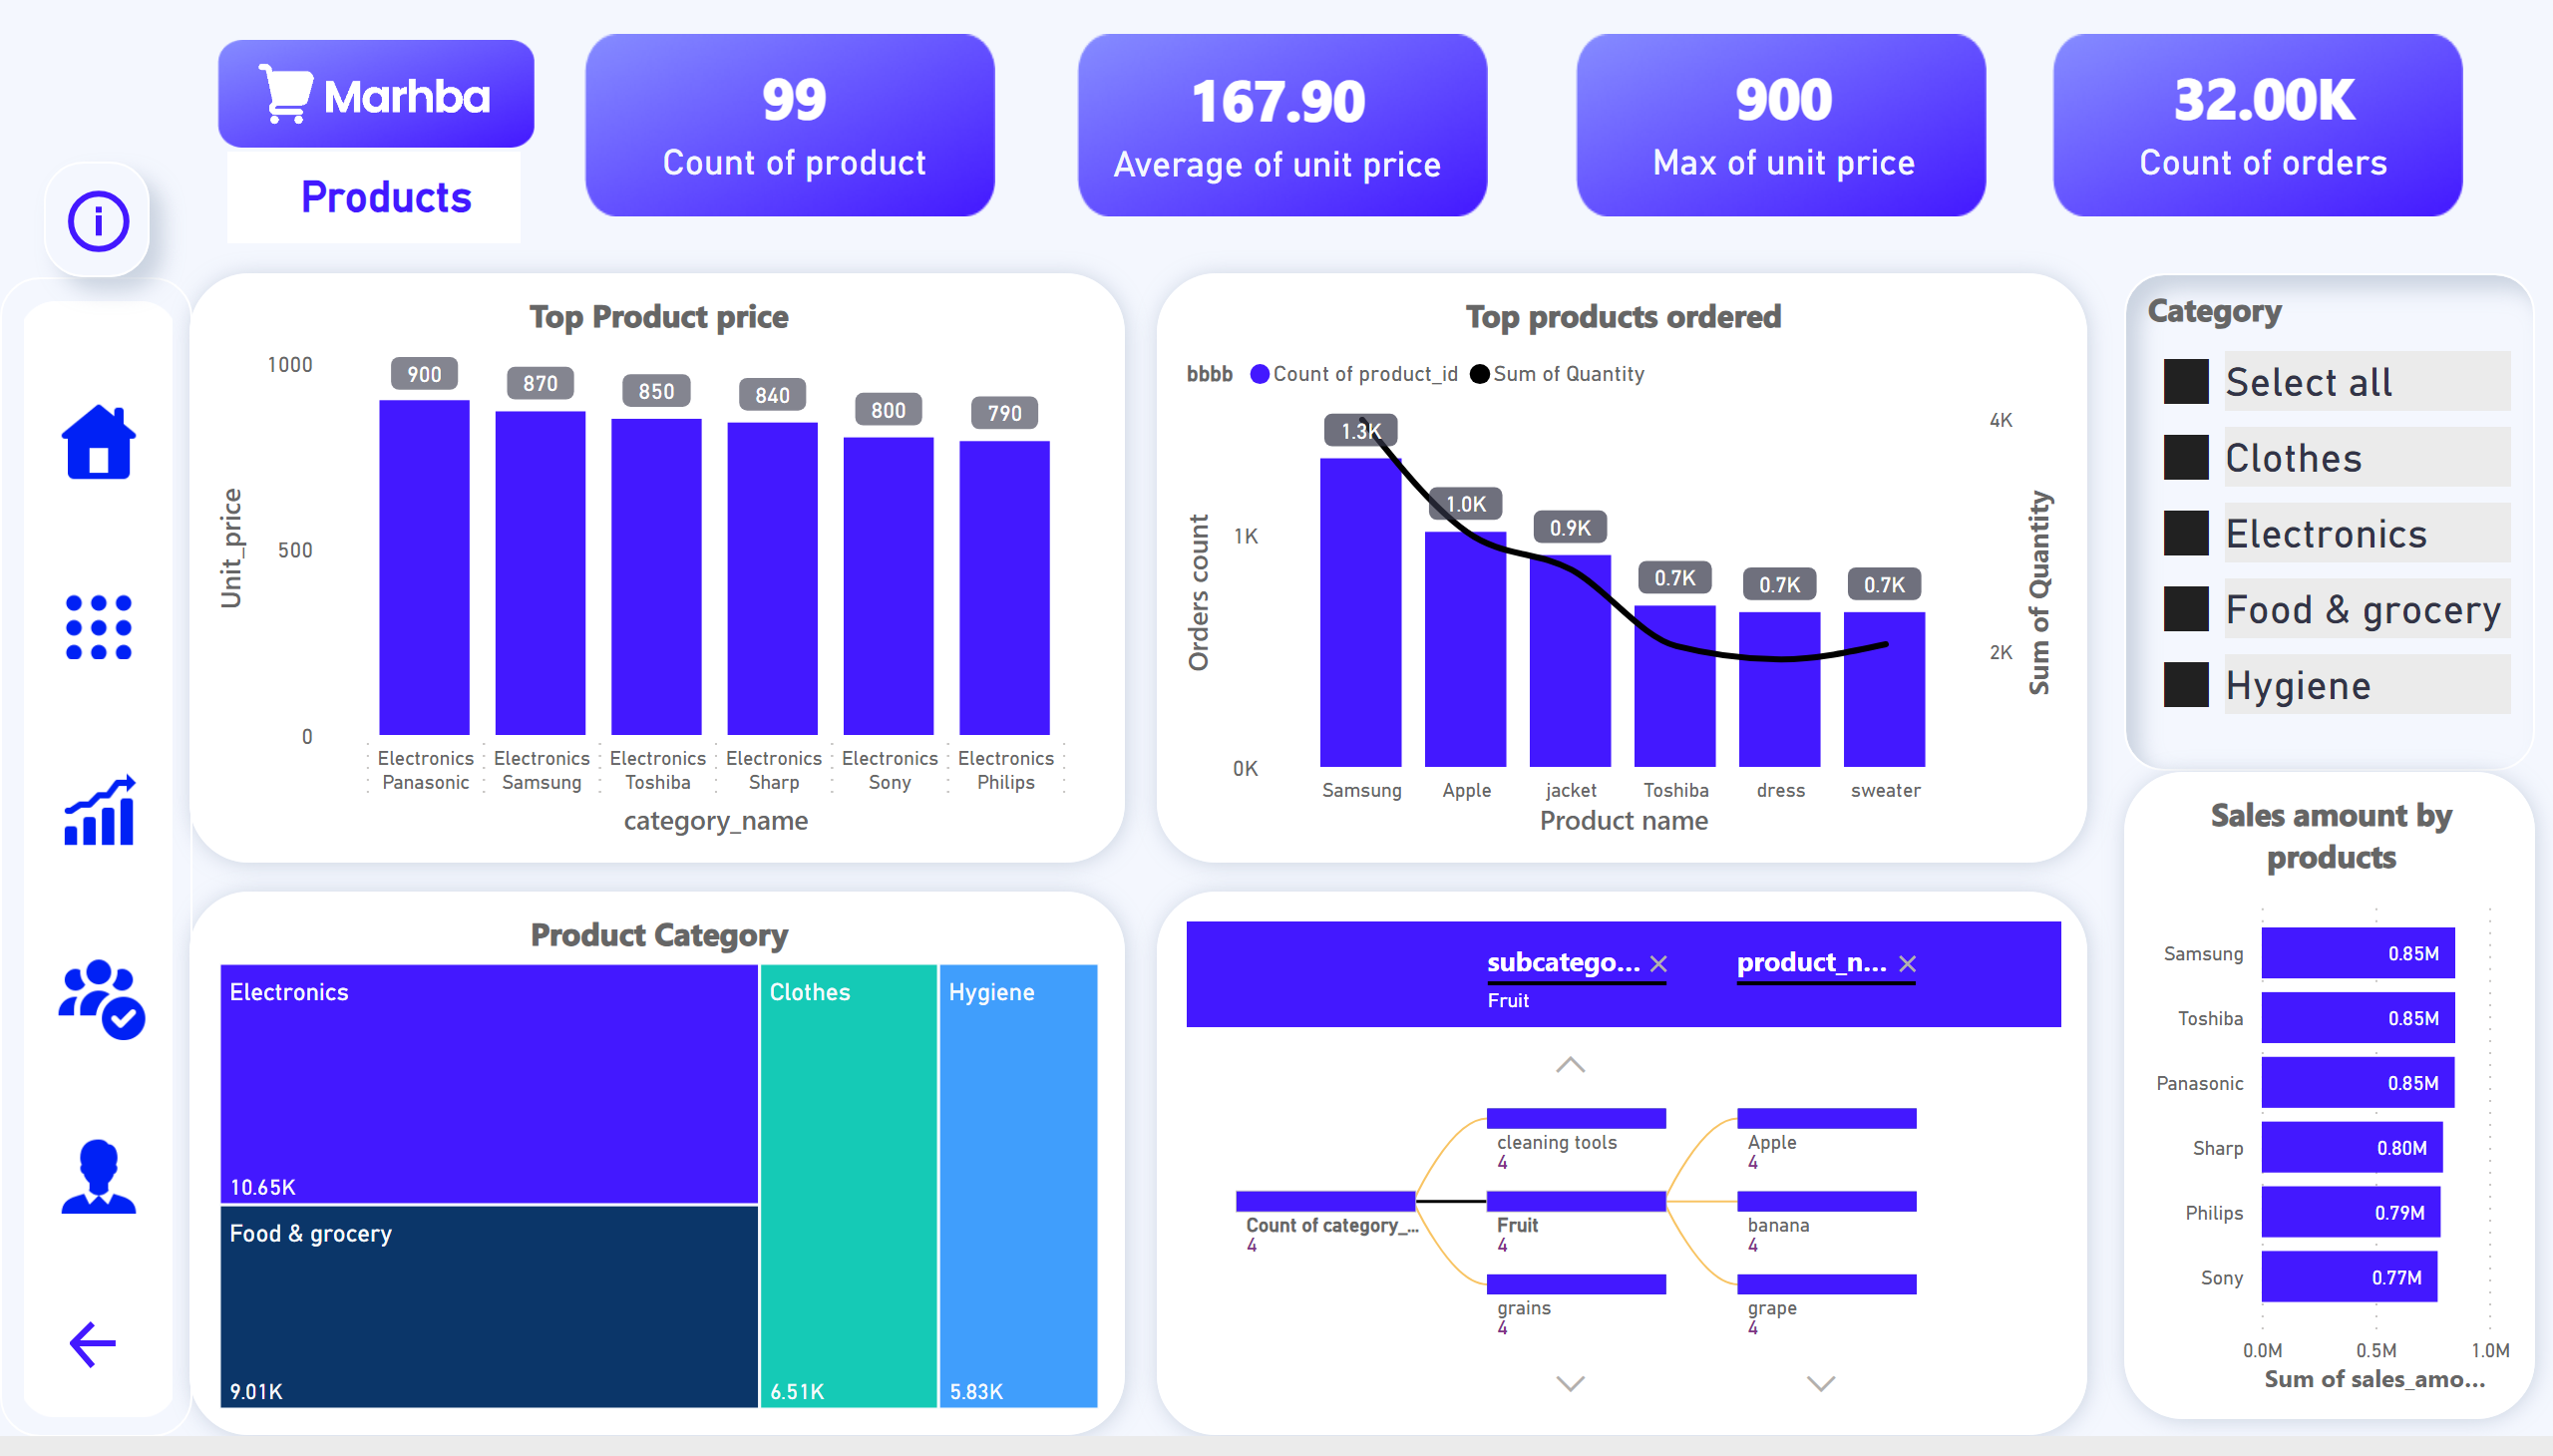 Marhba
Products
99
Count of product
167.90
Average of unit price
900
Max of unit price
32.00K
Count of orders
Top Product price
1000
500
0
Unit_price
900
870
850
840
800
790
Electronics Electronics Electronics Electronics Electronics Electronics
Panasonic Samsung Toshiba Sharp Sony Philips
category_name
Top products ordered
bbbb Count of product_id Sum of Quantity
Orders count
1K
0K
1.3K
1.0K
0.9K
0.7K
0.7K
0.7K
4K
2K
Sum of Quantity
Samsung Apple jacket Toshiba dress sweater
Product name
Category
Select all
Clothes
Electronics
Food & grocery
Hygiene
Product Category
Electronics
10.65K
Food & grocery
9.01K
Clothes
6.51K
Hygiene
5.83K
subcatego... product_n...
Fruit
Count of category_...
4
cleaning tools
4
Fruit
4
grains
4
Apple
4
banana
4
grape
4
Sales amount by
products
Samsung 0.85M
Toshiba 0.85M
Panasonic 0.85M
Sharp 0.80M
Philips 0.79M
Sony 0.77M
0.0M 0.5M 1.0M
Sum of sales_amo...